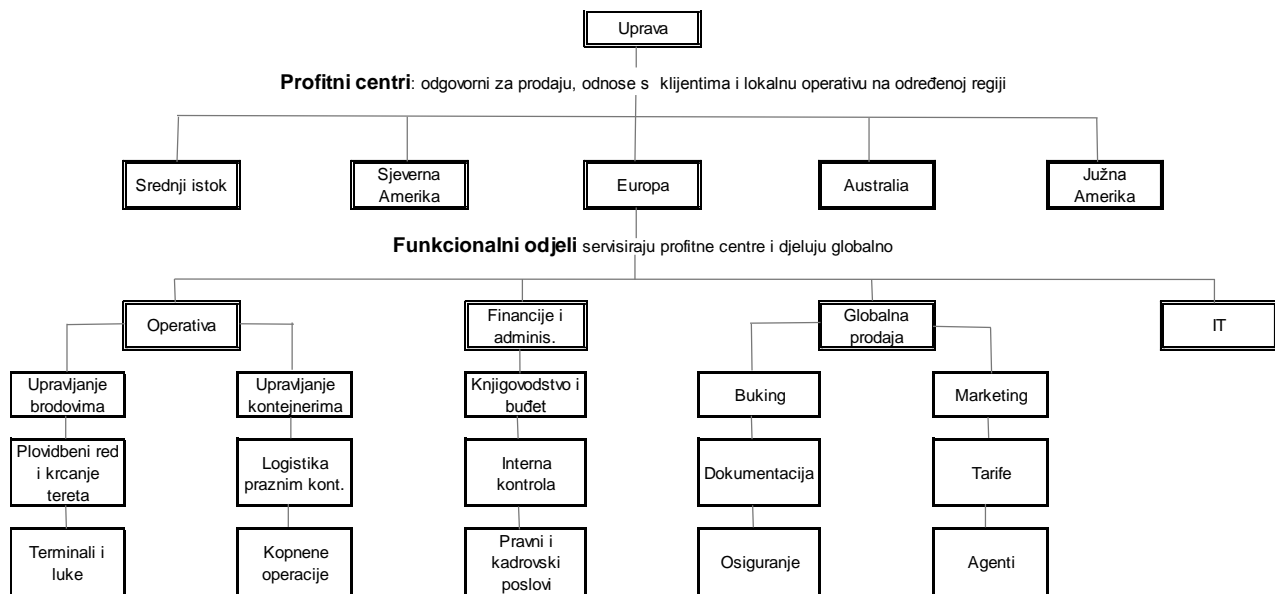 Uprava
Profitni centri: odgovorni za prodaju, odnose s klijentima i lokalnu operativu na određenoj regiji
Srednji istok
Sjeverna
Amerika
Europa
Australia
Južna
Amerika
Funkcionalni odjeli servisiraju profitne centre i djeluju globalno
Operativa
Financije i
adminis.
Globalna
prodaja
IT
Upravljanje
brodovima
Upravljanje
kontejnerima
Knjigovodstvo i
buđet
Buking
Marketing
Plovidbeni red
i krcanje
tereta
Logistika
praznim kont.
Interna
kontrola
Dokumentacija
Tarife
Terminali i
luke
Kopnene
operacije
Pravni i
kadrovski
poslovi
Osiguranje
Agenti